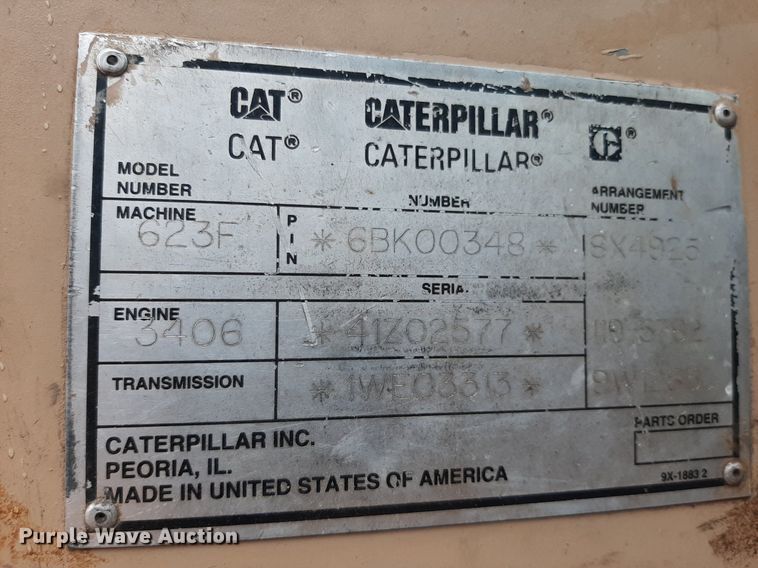 CAT® CATERPILLAR®
CAT® CATERPILLAR®
MODEL NUMBER
NUMBER
ARRANGEMENT NUMBER
MACHINE 623F
PIN *6BK00348*
SERIAL
ENGINE 3406 *41Z02577*
TRANSMISSION *1WE03313*
PARTS ORDER
CATERPILLAR INC.
PEORIA, IL.
MADE IN UNITED STATES OF AMERICA
9X-1883 2
Purple Wave Auction